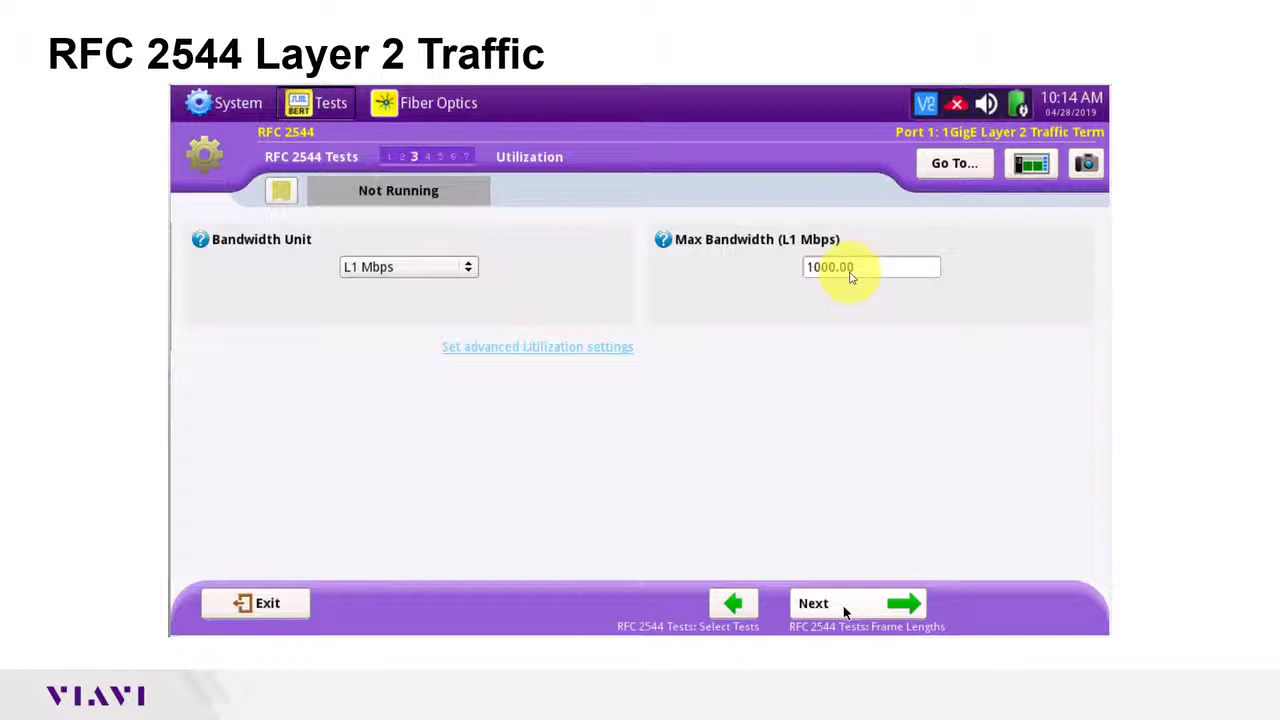 RFC 2544 Layer 2 Traffic
System
BERT
Tests
Fiber Optics
10:14 AM
04/28/2019
RFC 2544
Port 1: 1GigE Layer 2 Traffic Term
RFC 2544 Tests
1 2 3 4 5 6 7
Utilization
Go To...
Not Running
Bandwidth Unit
Max Bandwidth (L1 Mbps)
L1 Mbps
1000.00
Set advanced Utilization settings
Exit
Next
RFC 2544 Tests: Select Tests
RFC 2544 Tests: Frame Lengths
VIAVI